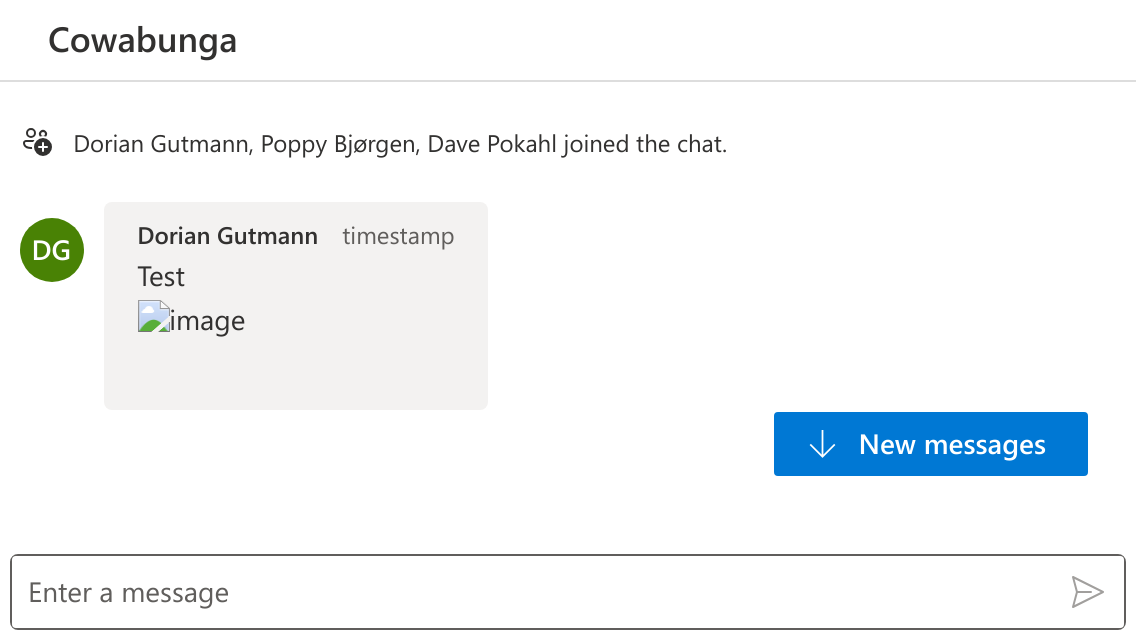 Cowabunga
Dorian Gutmann, Poppy Bjørgen, Dave Pokahl joined the chat.
DG
Dorian Gutmann timestamp
Test
image
New messages
Enter a message